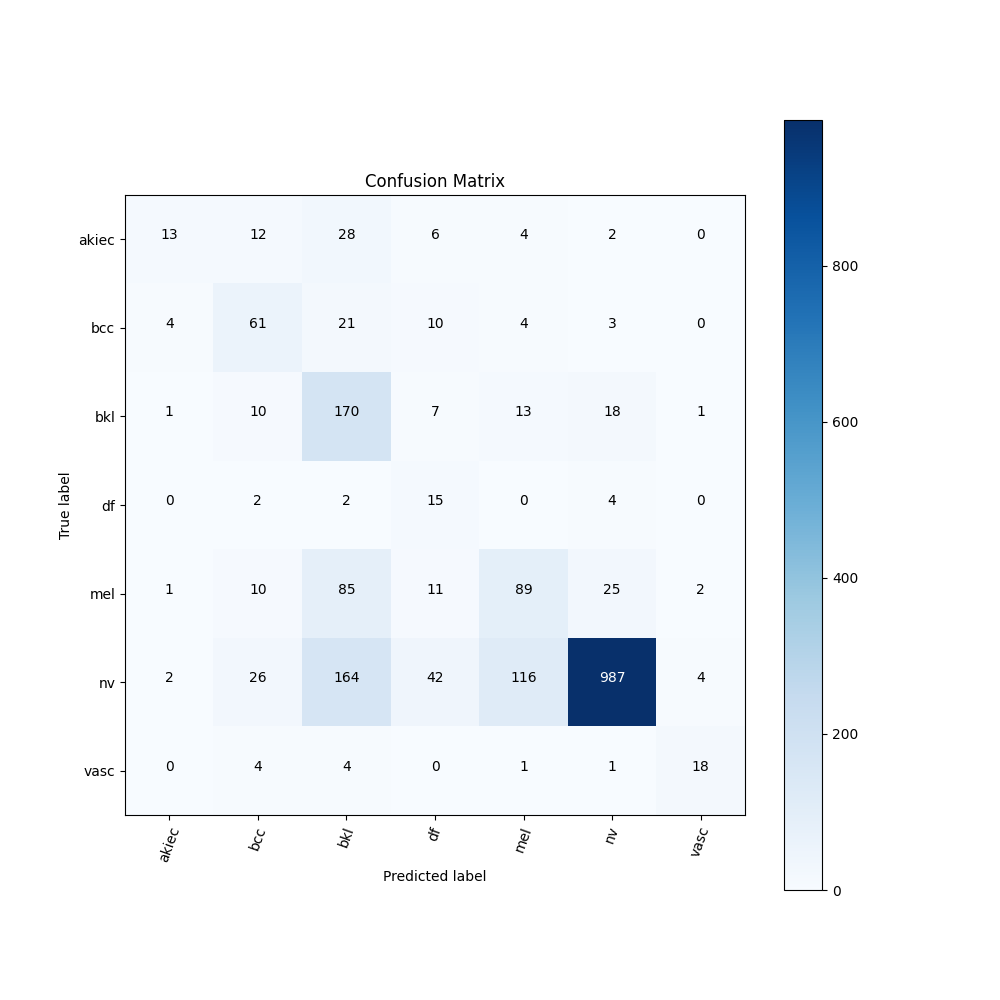 Confusion Matrix
akiec 13 12 28 6 4 2 0
bcc 4 61 21 10 4 3 0
bkl 1 10 170 7 13 18 1
df 0 2 2 15 0 4 0
mel 1 10 85 11 89 25 2
nv 2 26 164 42 116 987 4
vasc 0 4 4 0 1 1 18
akiec bcc bkl df mel nv vasc
True label
Predicted label
800
600
400
200
0